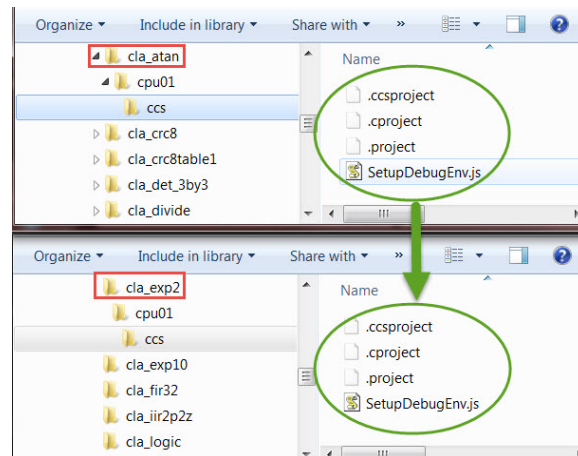 Organize Include in library Share with »
cla_atan Name
cpu01
ccs .ccsproject
cla_crc8 .cproject
cla_crc8table1 .project
cla_det_3by3 SetupDebugEnv.js
cla_divide
Organize Include in library Share with »
cla_exp2 Name
cpu01
ccs .ccsproject
cla_exp10 .cproject
cla_fir32 .project
cla_iir2p2z SetupDebugEnv.js
cla_logic